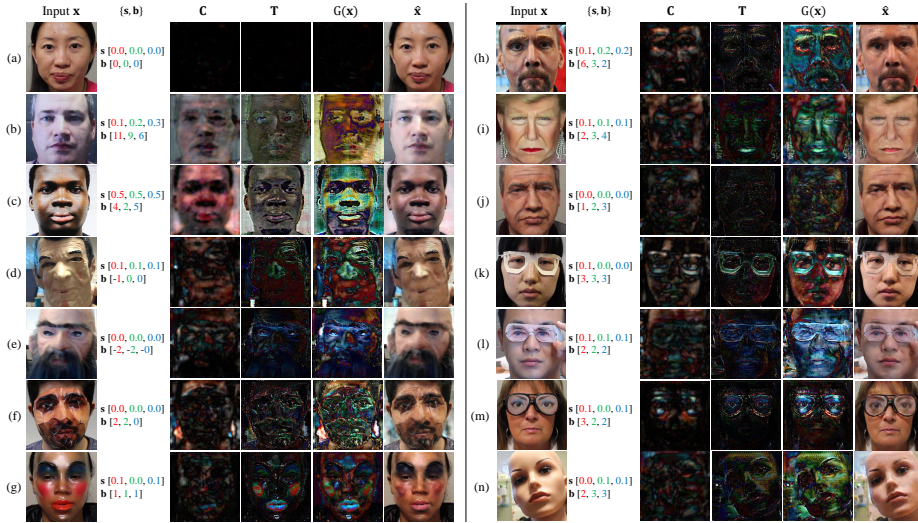 Input x {s, b} C T G(x) x̂
(a) s [0.0, 0.0, 0.0]
b [0, 0, 0]
(b) s [0.1, 0.2, 0.3]
b [11, 9, 6]
(c) s [0.5, 0.5, 0.5]
b [4, 2, 5]
(d) s [0.1, 0.1, 0.1]
b [-1, 0, 0]
(e) s [0.0, 0.0, 0.0]
b [-2, -2, -0]
(f) s [0.0, 0.0, 0.0]
b [2, 2, 0]
(g) s [0.1, 0.0, 0.1]
b [1, 1, 1]
Input x {s, b} C T G(x) x̂
(h) s [0.1, 0.2, 0.2]
b [6, 3, 2]
(i) s [0.1, 0.1, 0.1]
b [2, 3, 4]
(j) s [0.0, 0.0, 0.0]
b [1, 2, 3]
(k) s [0.1, 0.0, 0.0]
b [3, 3, 3]
(l) s [0.1, 0.1, 0.1]
b [2, 2, 2]
(m) s [0.1, 0.0, 0.1]
b [3, 2, 2]
(n) s [0.0, 0.0, 0.1]
b [2, 3, 3]